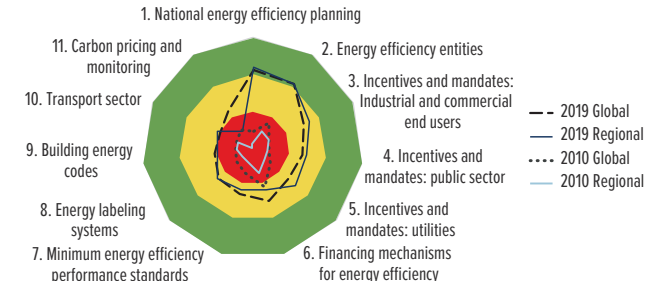 1. National energy efficiency planning
2. Energy efficiency entities
3. Incentives and mandates:
Industrial and commercial
end users
4. Incentives and
mandates: public sector
5. Incentives and
mandates: utilities
6. Financing mechanisms
for energy efficiency
7. Minimum energy efficiency
performance standards
8. Energy labeling
systems
9. Building energy
codes
10. Transport sector
11. Carbon pricing and
monitoring
2019 Global
2019 Regional
2010 Global
2010 Regional